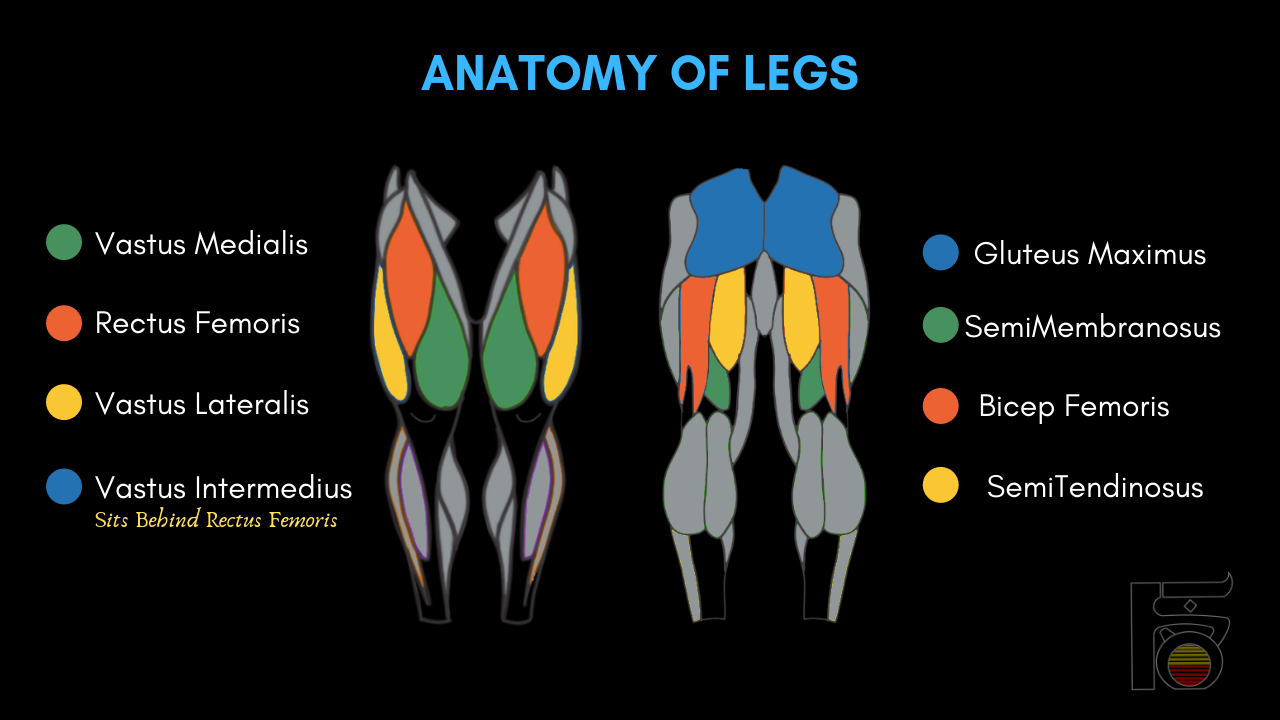 ANATOMY OF LEGS
Vastus Medialis
Rectus Femoris
Vastus Lateralis
Vastus Intermedius
Sits Behind Rectus Femoris
Gluteus Maximus
SemiMembranosus
Bicep Femoris
SemiTendinosus